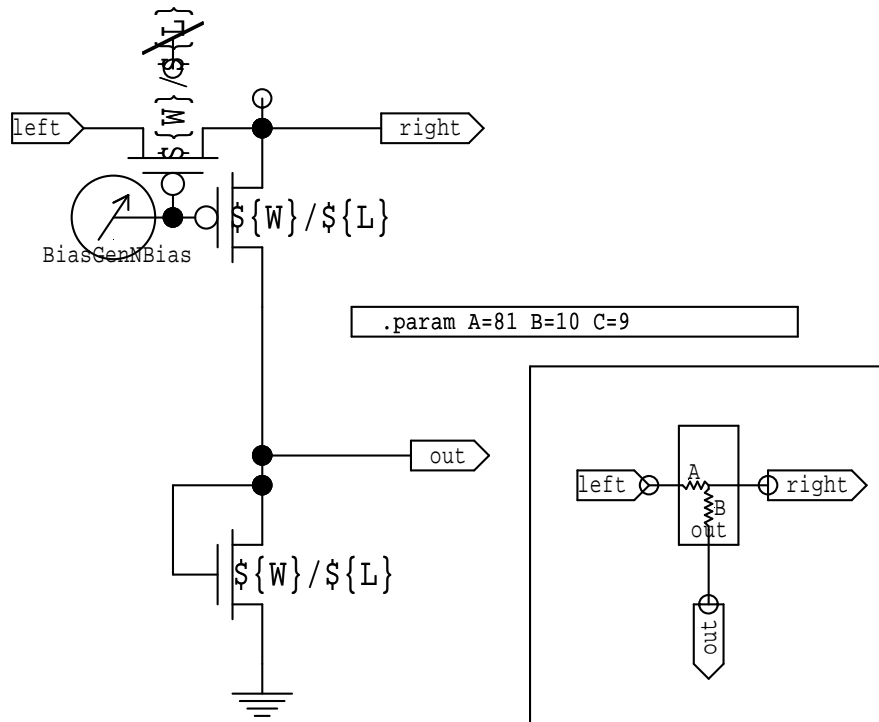 ${W}/${L}
left
right
${W}/${L}
BiasGenNBias
.param A=81 B=10 C=9
out
A
left
right
B
out
${W}/${L}
out